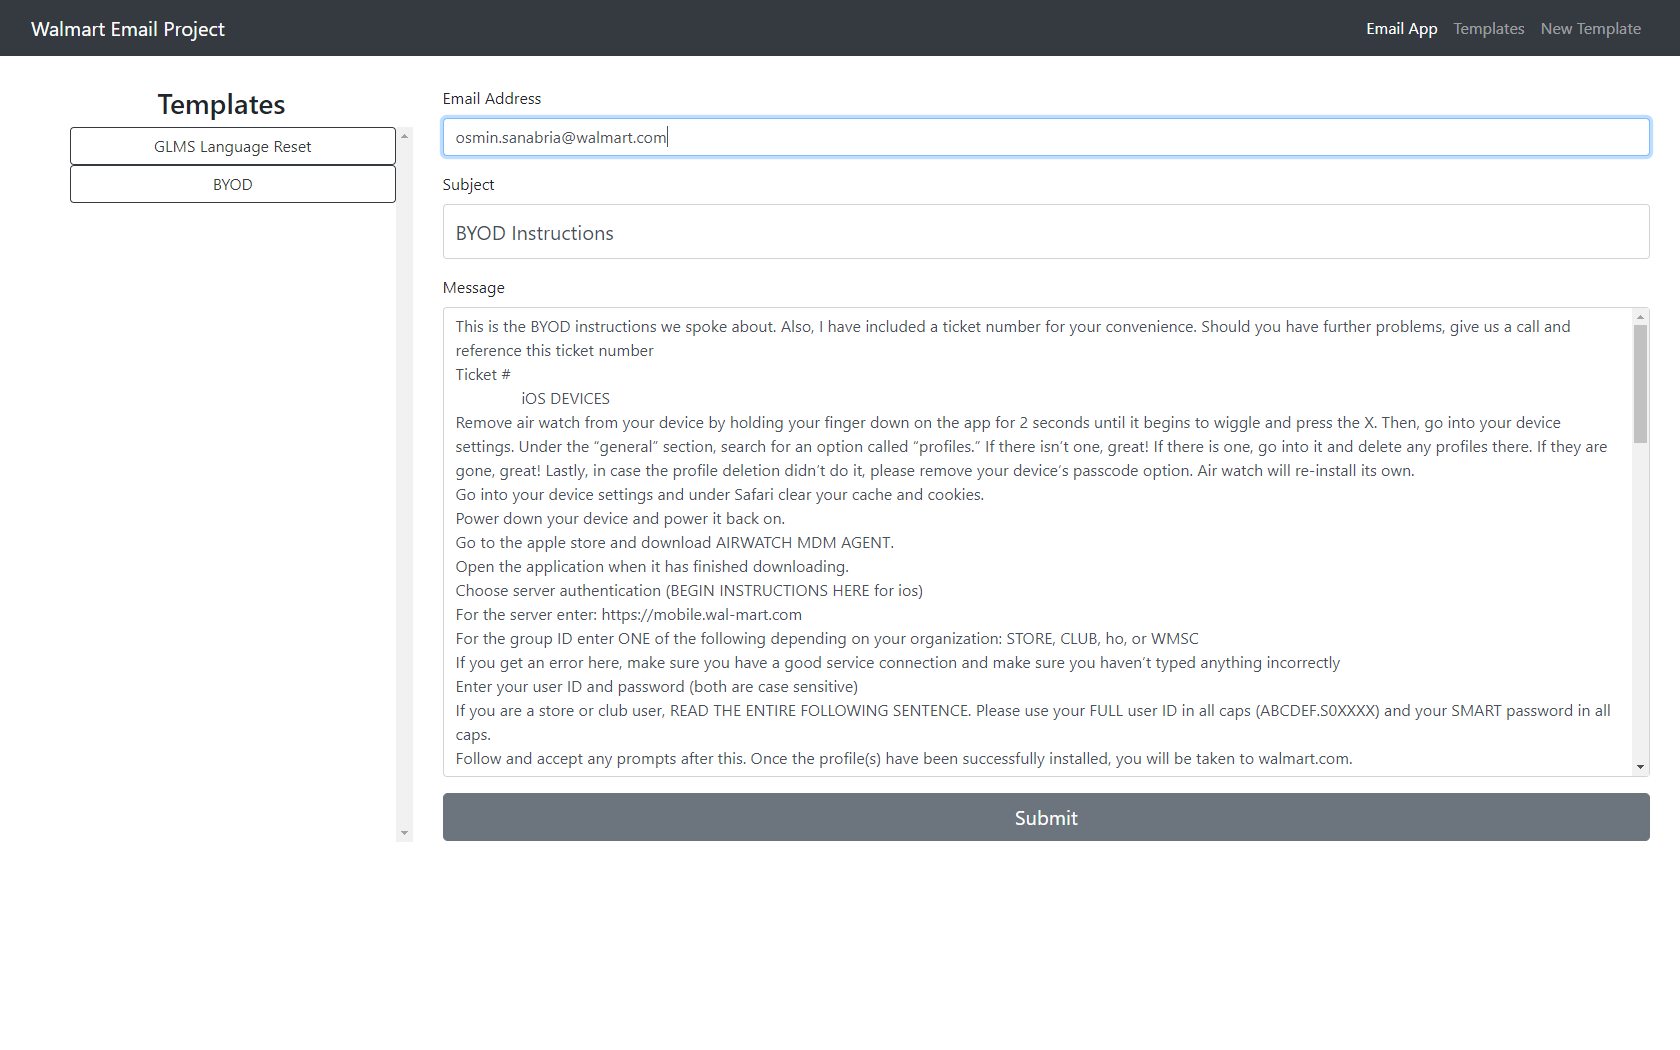 Walmart Email Project
Email App
Templates
New Template
Templates
GLMS Language Reset
BYOD
Email Address
osmin.sanabria@walmart.com
Subject
BYOD Instructions
Message
This is the BYOD instructions we spoke about. Also, I have included a ticket number for your convenience. Should you have further problems, give us a call and
reference this ticket number
Ticket #
iOS DEVICES
Remove air watch from your device by holding your finger down on the app for 2 seconds until it begins to wiggle and press the X. Then, go into your device
settings. Under the “general” section, search for an option called “profiles.” If there isn’t one, great! If there is one, go into it and delete any profiles there. If they are
gone, great! Lastly, in case the profile deletion didn’t do it, please remove your device’s passcode option. Air watch will re-install its own.
Go into your device settings and under Safari clear your cache and cookies.
Power down your device and power it back on.
Go to the apple store and download AIRWATCH MDM AGENT.
Open the application when it has finished downloading.
Choose server authentication (BEGIN INSTRUCTIONS HERE for ios)
For the server enter: https://mobile.wal-mart.com
For the group ID enter ONE of the following depending on your organization: STORE, CLUB, ho, or WMSC
If you get an error here, make sure you have a good service connection and make sure you haven’t typed anything incorrectly
Enter your user ID and password (both are case sensitive)
If you are a store or club user, READ THE ENTIRE FOLLOWING SENTENCE. Please use your FULL user ID in all caps (ABCDEF.S0XXXX) and your SMART password in all
caps.
Follow and accept any prompts after this. Once the profile(s) have been successfully installed, you will be taken to walmart.com.
Submit